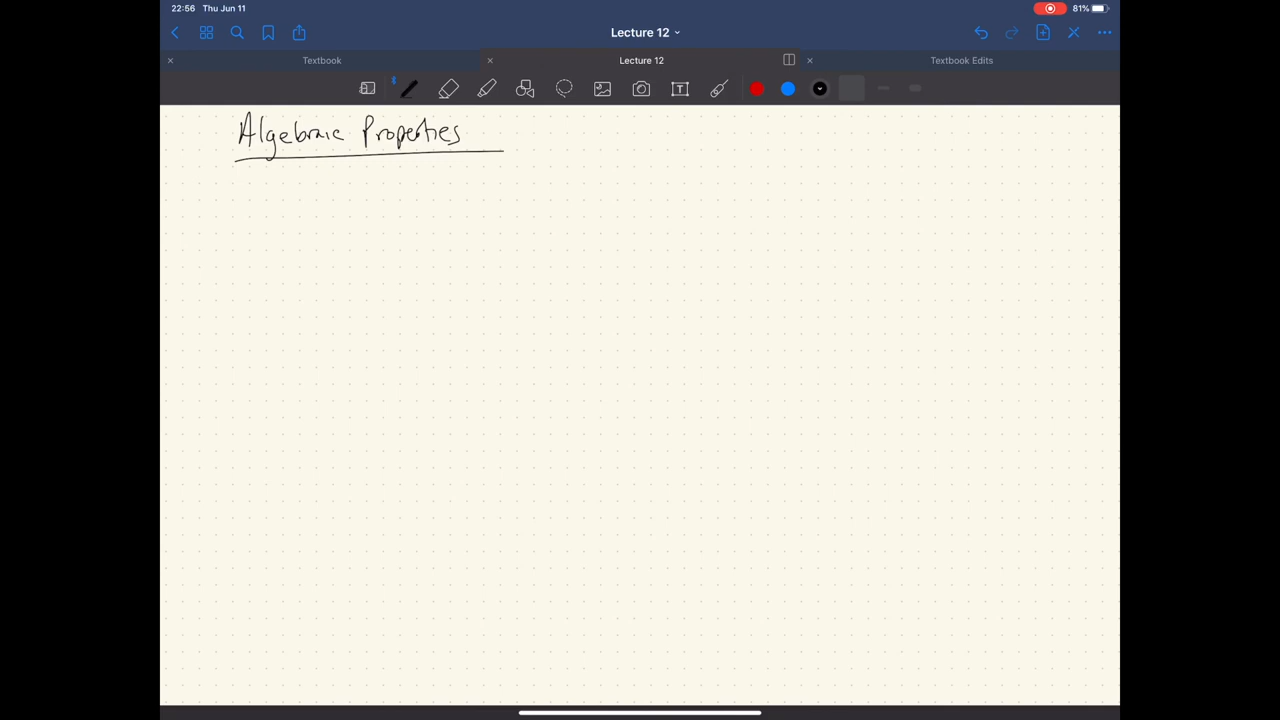 22:56 Thu Jun 11
81%
Lecture 12
Textbook
Lecture 12
Textbook Edits
Algebraic Properties